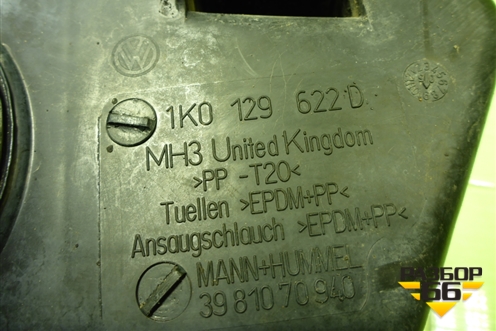 1K0 129 622 D
MH3 United Kingdom
>PP -T20<
Tuellen >EPDM+PP<
Ansaugschlauch >EPDM+PP<
MANN+HUMMEL
39 810 70 940
РАЗБОР
66